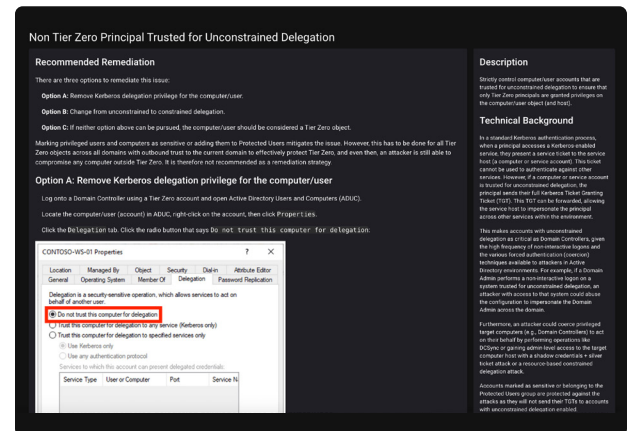 Non Tier Zero Principal Trusted for Unconstrained Delegation
Recommended Remediation
There are three options to remediate this issue:
Option A: Remove Kerberos delegation privilege for the computer/user.
Option B: Change from unconstrained to constrained delegation.
Option C: If neither option above can be pursued, the computer/user should be considered a Tier Zero object.
Marking privileged users and computers as sensitive or adding them to Protected Users mitigates the issue. However, this has to be done for all Tier
Zero objects across all domains with outbound trust to the current domain to effectively protect Tier Zero, and even then, an attacker is still able to
compromise any computer outside Tier Zero. It is therefore not recommended as a remediation strategy.
Option A: Remove Kerberos delegation privilege for the computer/user
Log onto a Domain Controller using a Tier Zero account and open Active Directory Users and Computers (ADUC).
Locate the computer/user (account) in ADUC, right-click on the account, then click Properties.
Click the Delegation tab. Click the radio button that says Do not trust this computer for delegation.
CONTOSO-WS-01 Properties
? X
Location Managed By Object Security Dial-in Attribute Editor
General Operating System Member Of Delegation Password Replication
Delegation is a security-sensitive operation, which allows services to act on
behalf of another user.
Do not trust this computer for delegation
Trust this computer for delegation to any service (Kerberos only)
Trust this computer for delegation to specified services only
Use Kerberos only
Use any authentication protocol
Services to which this account can present delegated credentials:
Service Type User or Computer Port Service N
Description
Strictly control computer/user accounts that are
trusted for unconstrained delegation to ensure that
only Tier Zero principals are granted privileges on
the computer/user object (and host).
Technical Background
In a standard Kerberos authentication process,
when a principal accesses a Kerberos-enabled
service, they present a service ticket to the service
host (a computer or service account). This ticket
cannot be used to authenticate against other
services. However, if a computer or service account
is trusted for unconstrained delegation, the
principal sends their full Kerberos Ticket Granting
Ticket (TGT). This TGT can be forwarded, allowing
the service host to impersonate the principal
across other services within the environment.
This makes accounts with unconstrained
delegation as critical as Domain Controllers, given
the high frequency of non-interactive logons and
the various forced authentication (coercion)
techniques available to attackers in Active
Directory environments. For example, if a Domain
Admin performs a non-interactive logon on a
system trusted for unconstrained delegation, an
attacker with access to that system could abuse
the configuration to impersonate the Domain
Admin across the domain.
Furthermore, an attacker could coerce privileged
target computers (e.g., Domain Controllers) to act
on their behalf by performing operations like
DCSync or gaining admin-level access to the target
computer host with a shadow credentials + silver
ticket attack or a resource-based constrained
delegation attack.
Accounts marked as sensitive or belonging to the
Protected Users group are protected against the
attacks as they will not send their TGTs to accounts
with unconstrained delegation enabled.